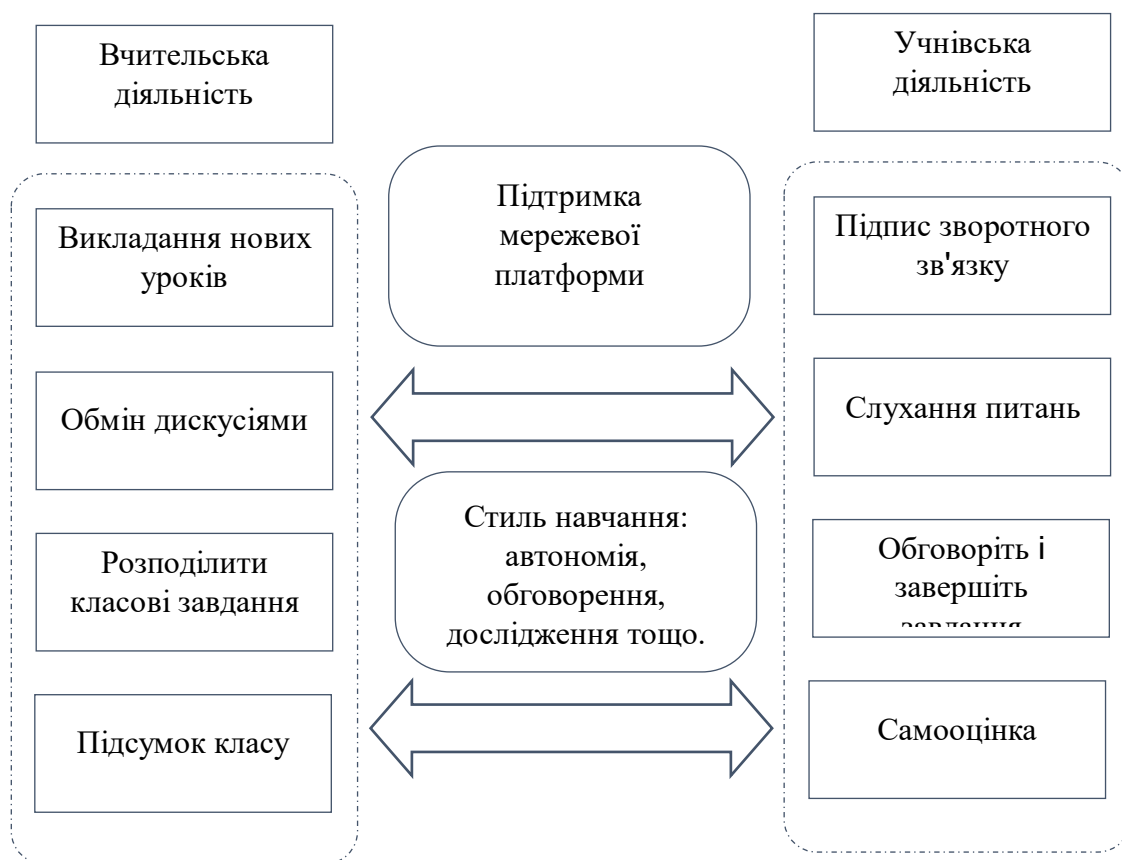 Вчительська
діяльність
Учнівська
діяльність
Підтримка
мережевої
платформи
Викладання нових
уроків
Підпис зворотного
зв'язку
Обмін дискусіями
Слухання питань
Стиль навчання:
автономія,
обговорення,
дослідження тощо.
Розподілити
класові завдання
Обговоріть і
завершіть
Підсумок класу
Самооцінка